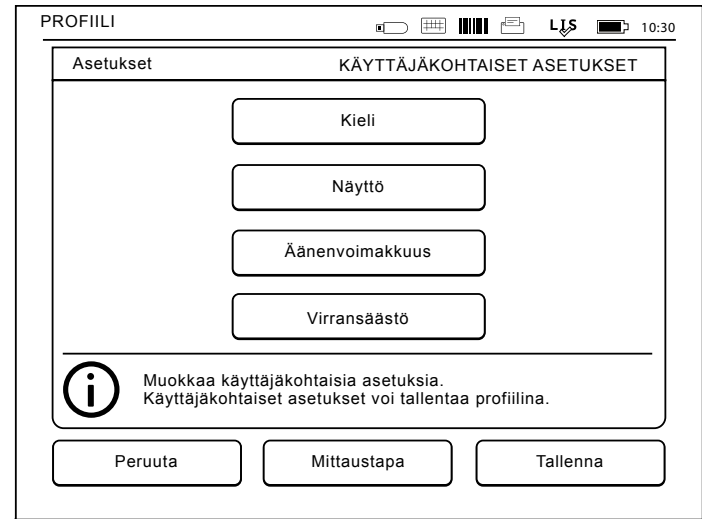 PROFIILI LIS 10:30
Asetukset KÄYTTÄJÄKOHTAISET ASETUKSET
Kieli
Näyttö
Äänenvoimakkuus
Virransäästö
Muokkaa käyttäjäkohtaisia asetuksia.
Käyttäjäkohtaiset asetukset voi tallentaa profiilina.
Peruuta Mittaustapa Tallenna